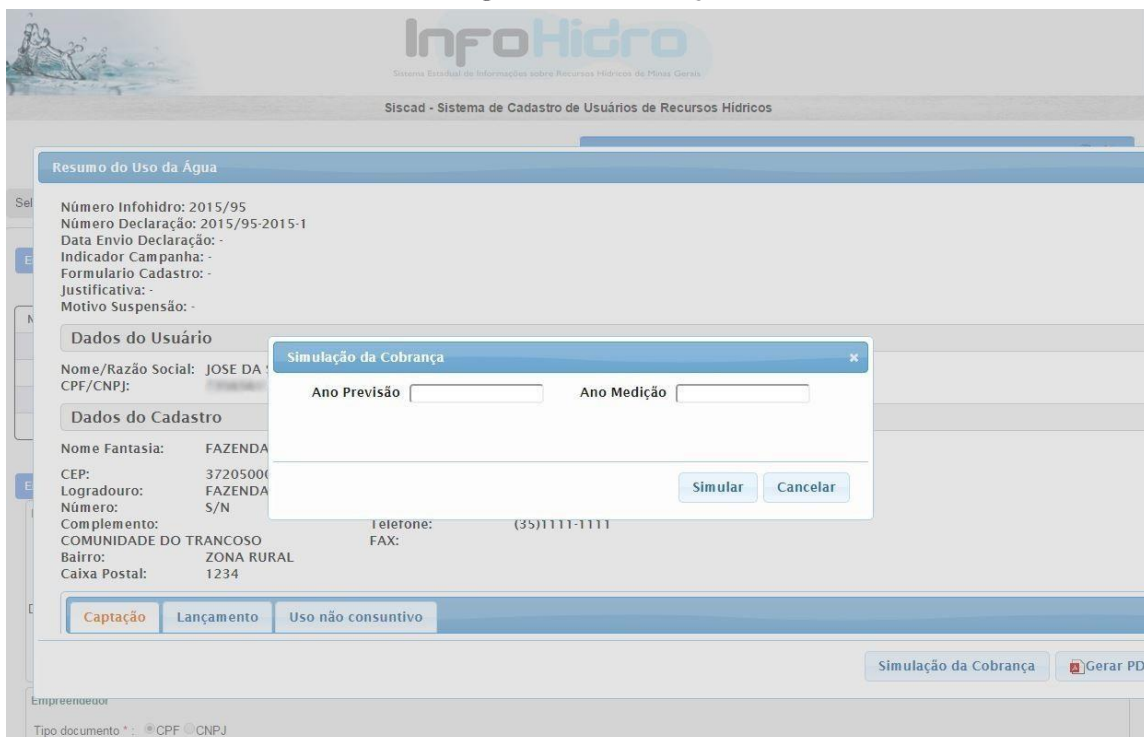 InfoHidro
Sistema Estadual de Informações sobre Recursos Hídricos de Minas Gerais
Siscad - Sistema de Cadastro de Usuários de Recursos Hídricos
Resumo do Uso da Água
Sel
Número Infohidro: 2015/95
Número Declaração: 2015/95-2015-1
Data Envio Declaração: -
Indicador Campanha: -
Formulario Cadastro: -
Justificativa: -
Motivo Suspensão: -
Dados do Usuário
Nome/Razão Social: JOSE DA
CPF/CNPJ:
Simulação da Cobrança x
Ano Previsão Ano Medição
Simular Cancelar
Dados do Cadastro
Nome Fantasia: FAZENDA
CEP: 3720500
Logradouro: FAZENDA
Número: S/N
Complemento: Telefone: (35)1111-1111
COMUNIDADE DO TRANCOSO FAX:
Bairro: ZONA RURAL
Caixa Postal: 1234
Captação Lançamento Uso não consuntivo
Simulação da Cobrança Gerar PD
Empreendedor
Tipo documento * : CPF CNPJ